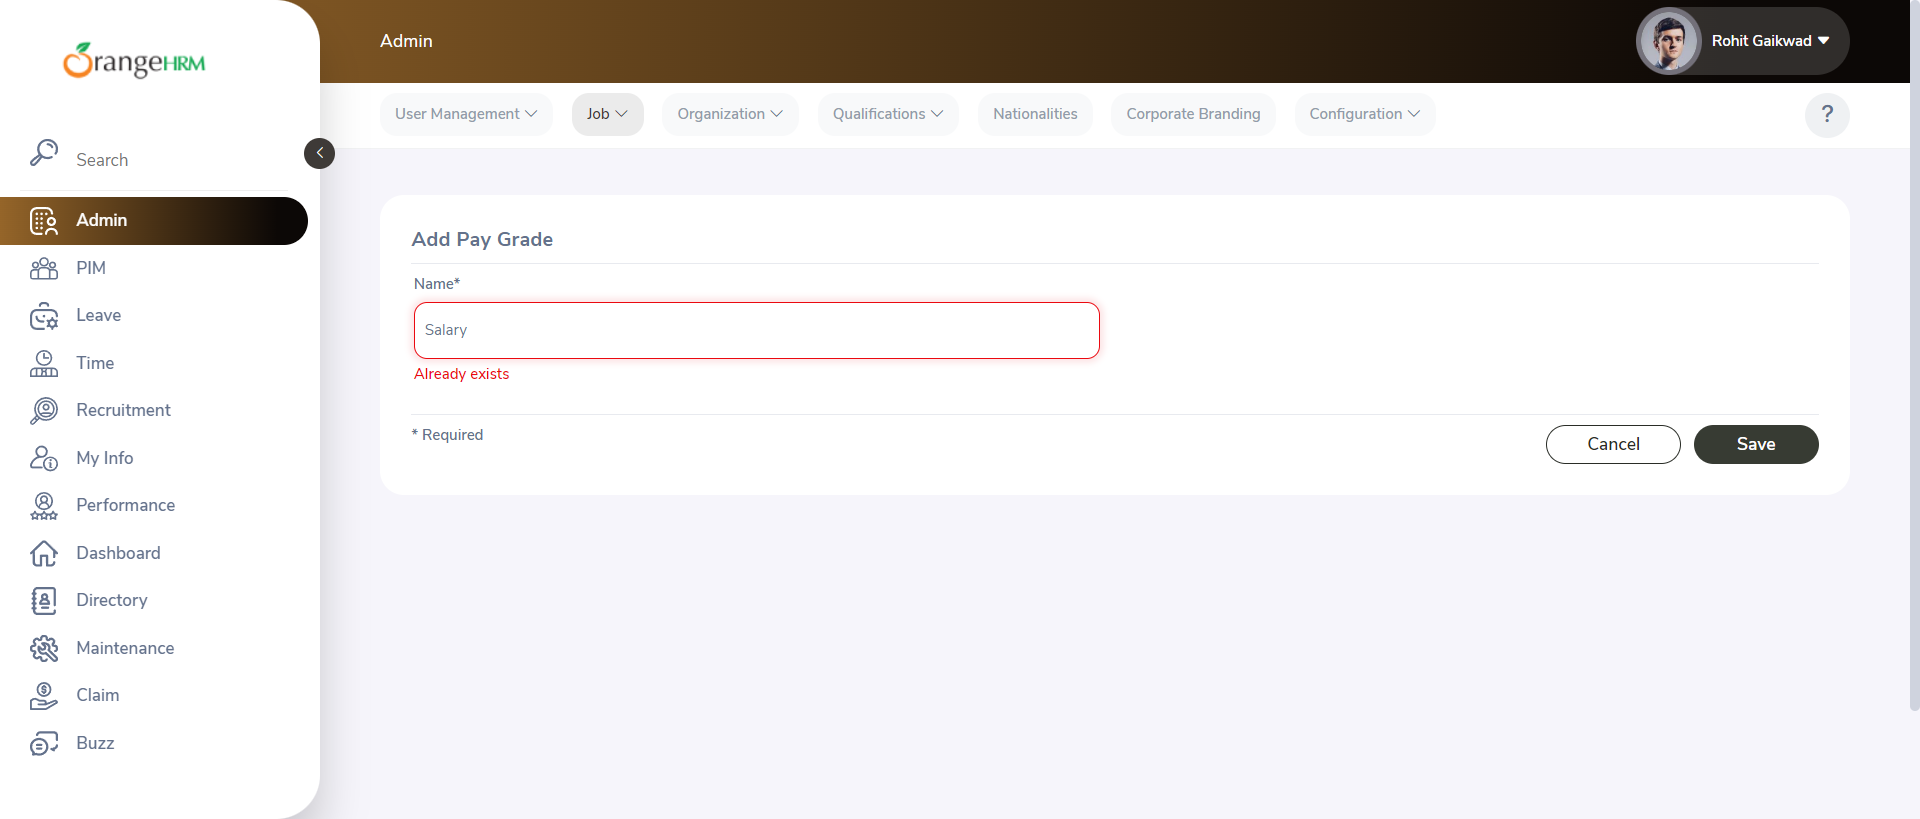 OrangeHRM
Search
Admin
PIM
Leave
Time
Recruitment
My Info
Performance
Dashboard
Directory
Maintenance
Claim
Buzz
Admin
Rohit Gaikwad
User Management
Job
Organization
Qualifications
Nationalities
Corporate Branding
Configuration
?
Add Pay Grade
Name*
Salary
Already exists
* Required
Cancel
Save